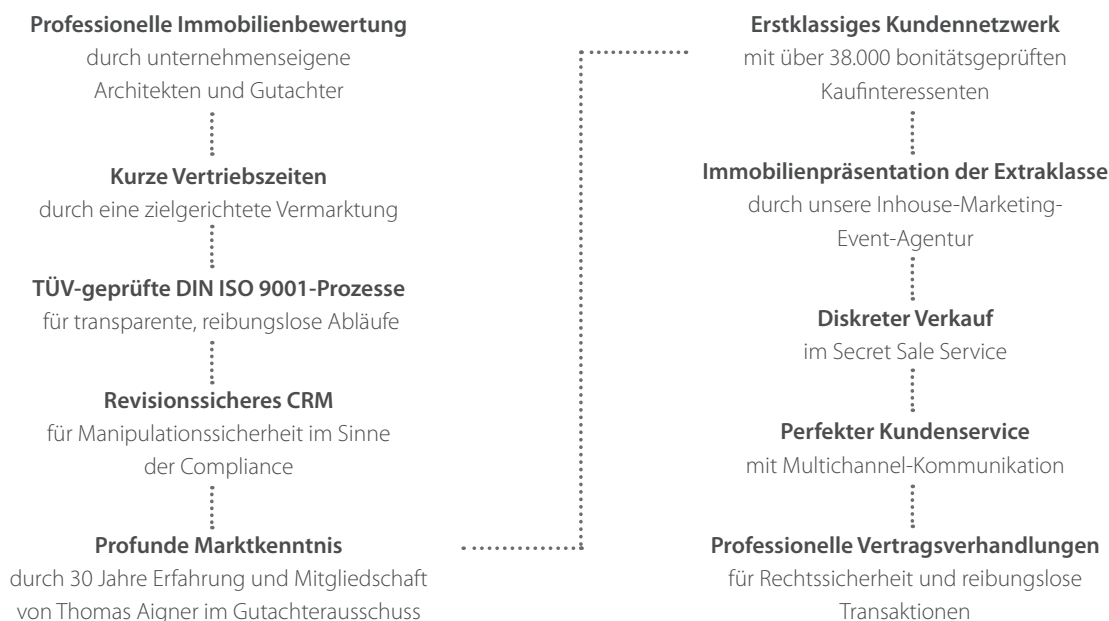 Professionelle Immobilienbewertung
durch unternehmenseigene
Architekten und Gutachter
Kurze Vertriebszeiten
durch eine zielgerichtete Vermarktung
TÜV-geprüfte DIN ISO 9001-Prozesse
für transparente, reibungslose Abläufe
Revisionssicheres CRM
für Manipulationssicherheit im Sinne
der Compliance
Profunde Marktkenntnis
durch 30 Jahre Erfahrung und Mitgliedschaft
von Thomas Aigner im Gutachterausschuss
Erstklassiges Kundennetzwerk
mit über 38.000 bonitätsgeprüften
Kaufinteressenten
Immobilienpräsentation der Extraklasse
durch unsere Inhouse-Marketing-
Event-Agentur
Diskreter Verkauf
im Secret Sale Service
Perfekter Kundenservice
mit Multichannel-Kommunikation
Professionelle Vertragsverhandlungen
für Rechtssicherheit und reibungslose
Transaktionen